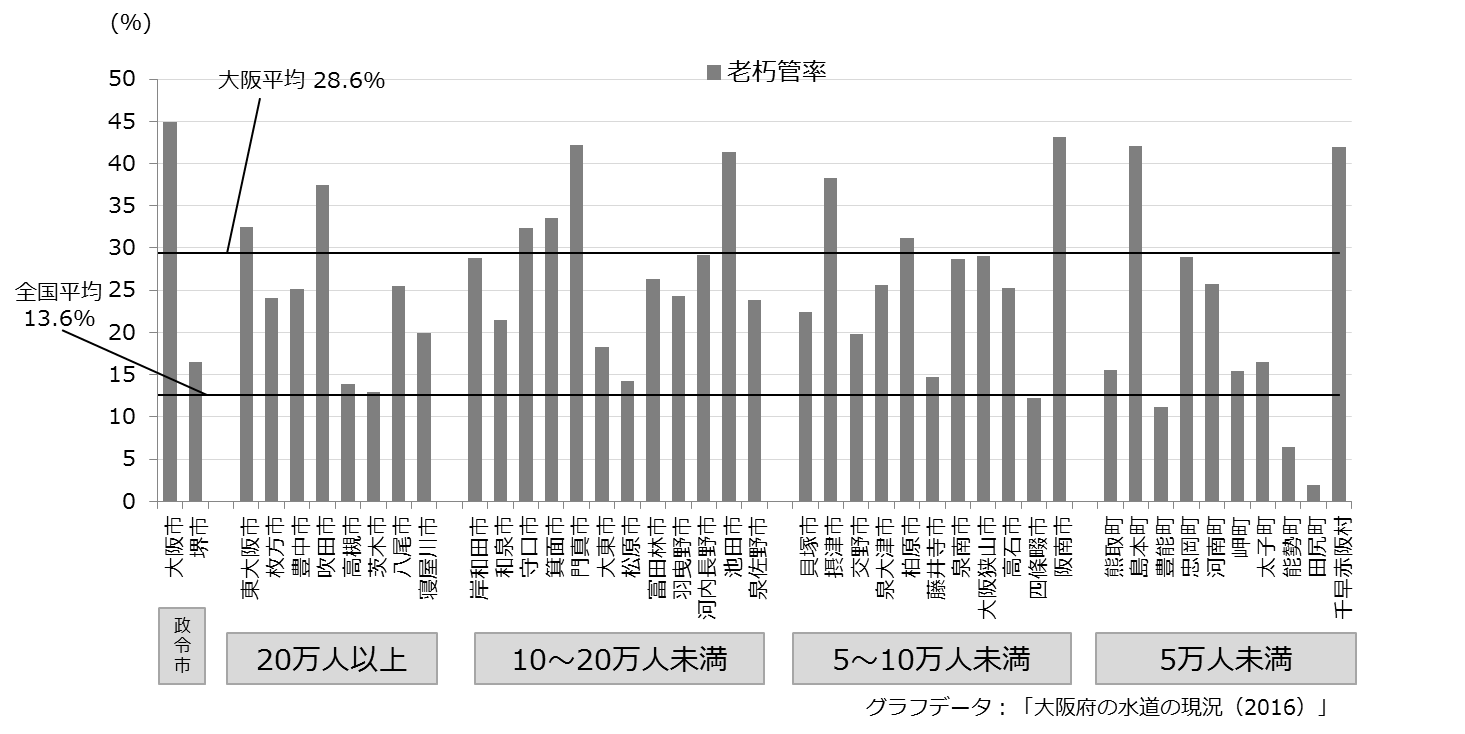 (%)
■老朽管率
大阪平均 28.6%
全国平均
13.6%
50
45
40
35
30
25
20
15
10
5
0
大阪市
堺市
東大阪市
枚方市
豊中市
吹田市
高槻市
茨木市
八尾市
寝屋川市
岸和田市
和泉市
守口市
箕面市
門真市
大東市
松原市
富田林市
羽曳野市
河内長野市
池田市
泉佐野市
貝塚市
摂津市
交野市
泉大津市
柏原市
藤井寺市
泉南市
大阪狭山市
高石市
四條畷市
阪南市
熊取町
島本町
豊能町
忠岡町
河南町
岬町
太子町
能勢町
田尻町
千早赤阪村
政令市
20万人以上
10～20万人未満
5～10万人未満
5万人未満
グラフデータ：「大阪府の水道の現況（2016）」